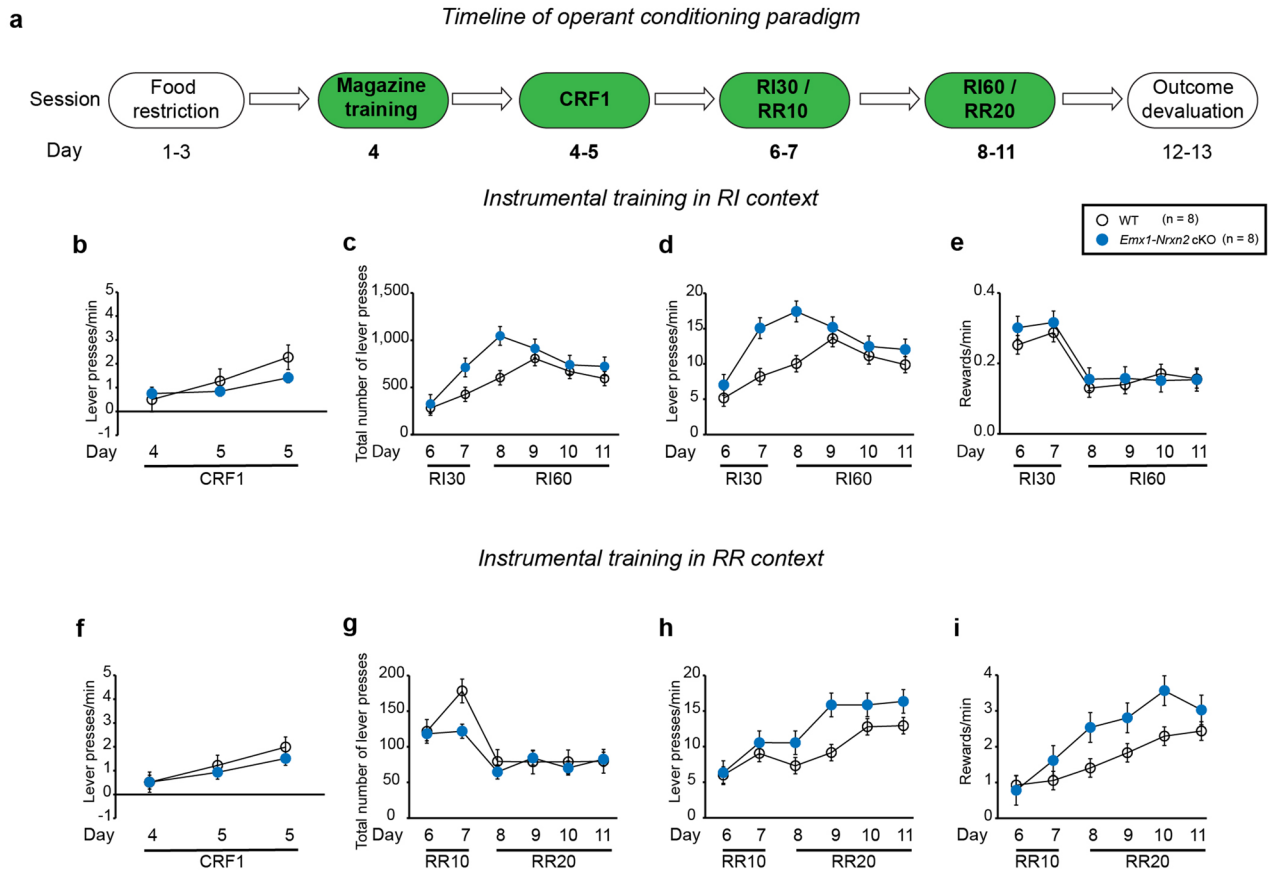 a
Timeline of operant conditioning paradigm
Session
Food
restriction
Magazine
training
CRF1
RI30 /
RR10
RI60 /
RR20
Outcome
devaluation
Day
1-3
4
4-5
6-7
8-11
12-13
Instrumental training in RI context
WT (n = 8)
Emx1-Nrxn2 cKO (n = 8)
b
Lever presses/min
5
4
3
2
1
0
-1
Day 4 5 5
CRF1
c
Total number of lever presses
1,500
1,000
500
0
Day 6 7 8 9 10 11
RI30 RI60
d
Lever presses/min
20
15
10
5
0
Day 6 7 8 9 10 11
RI30 RI60
e
Rewards/min
0.4
0.2
0.0
Day 6 7 8 9 10 11
RI30 RI60
Instrumental training in RR context
f
Lever presses/min
5
4
3
2
1
0
-1
Day 4 5 5
CRF1
g
Total number of lever presses
200
150
100
50
0
Day 6 7 8 9 10 11
RR10 RR20
h
Lever presses/min
20
15
10
5
0
Day 6 7 8 9 10 11
RR10 RR20
i
Rewards/min
4
3
2
1
0
Day 6 7 8 9 10 11
RR10 RR20